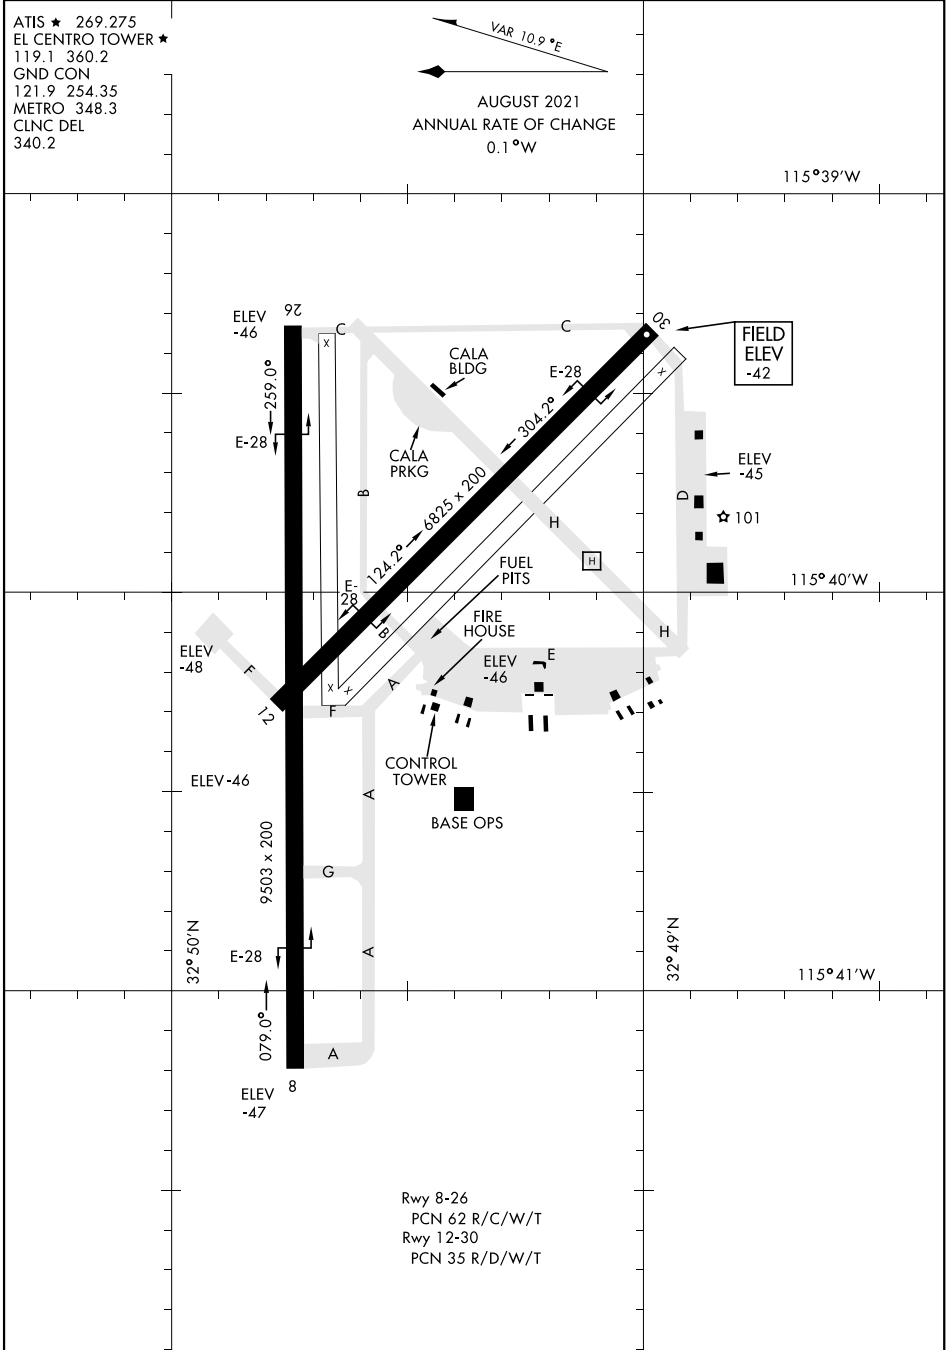 ATIS ★ 269.275
EL CENTRO TOWER ★
119.1 360.2
GND CON
121.9 254.35
METRO 348.3
CLNC DEL
340.2
VAR 10.9 °E
AUGUST 2021
ANNUAL RATE OF CHANGE
0.1°W
115°39'W
26
ELEV
-46
C
C
30
FIELD
ELEV
-42
X
X
CALA
BLDG
E-28
259.0°
E-28
304.2°
CALA
PRKG
ELEV
-45
B
6825 x 200
D
101
H
124.2°
H
FUEL
PITS
115°40'W
E-
28
B
FIRE
HOUSE
H
ELEV
-48
E
ELEV
-46
F
A
X
X
12
F
CONTROL
TOWER
ELEV-46
A
BASE OPS
9503 x 200
G
32°50'N
32°49'N
E-28
A
115°41'W
079.0°
A
8
ELEV
-47
Rwy 8-26
PCN 62 R/C/W/T
Rwy 12-30
PCN 35 R/D/W/T